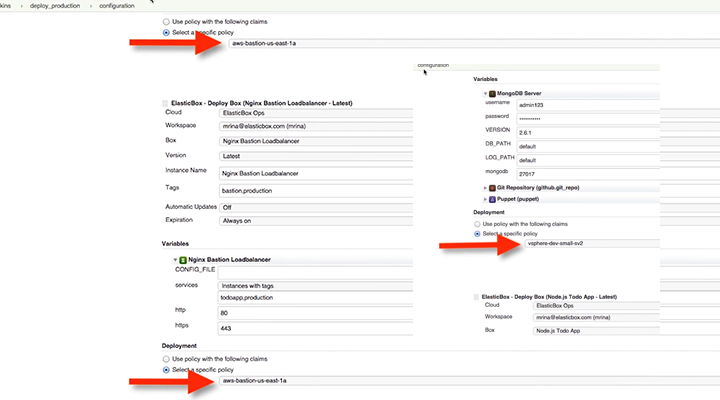 kins › deploy_production › configuration
Use policy with the following claims
Select a specific policy
aws-bastion-us-east-1a
ElasticBox - Deploy Box (Nginx Bastion Loadbalancer - Latest)
Cloud ElasticBox Ops
Workspace mrina@elasticbox.com (mrina)
Box Nginx Bastion Loadbalancer
Version Latest
Instance Name Nginx Bastion Loadbalancer
Tags bastion,production
Automatic Updates Off
Expiration Always on
Variables
Nginx Bastion Loadbalancer
CONFIG_FILE
services Instances with tags
todoapp,production
http 80
https 443
Deployment
Use policy with the following claims
Select a specific policy
aws-bastion-us-east-1a
configuration
Variables
MongoDB Server
username admin123
password ••••••••••
VERSION 2.6.1
DB_PATH default
LOG_PATH default
mongodb 27017
Git Repository (github.git_repo)
Puppet (puppet)
Deployment
Use policy with the following claims
Select a specific policy
vsphere-dev-small-sv2
ElasticBox - Deploy Box (Node.js Todo App - Latest)
Cloud ElasticBox Ops
Workspace mrina@elasticbox.com (mrina)
Box Node.js Todo App